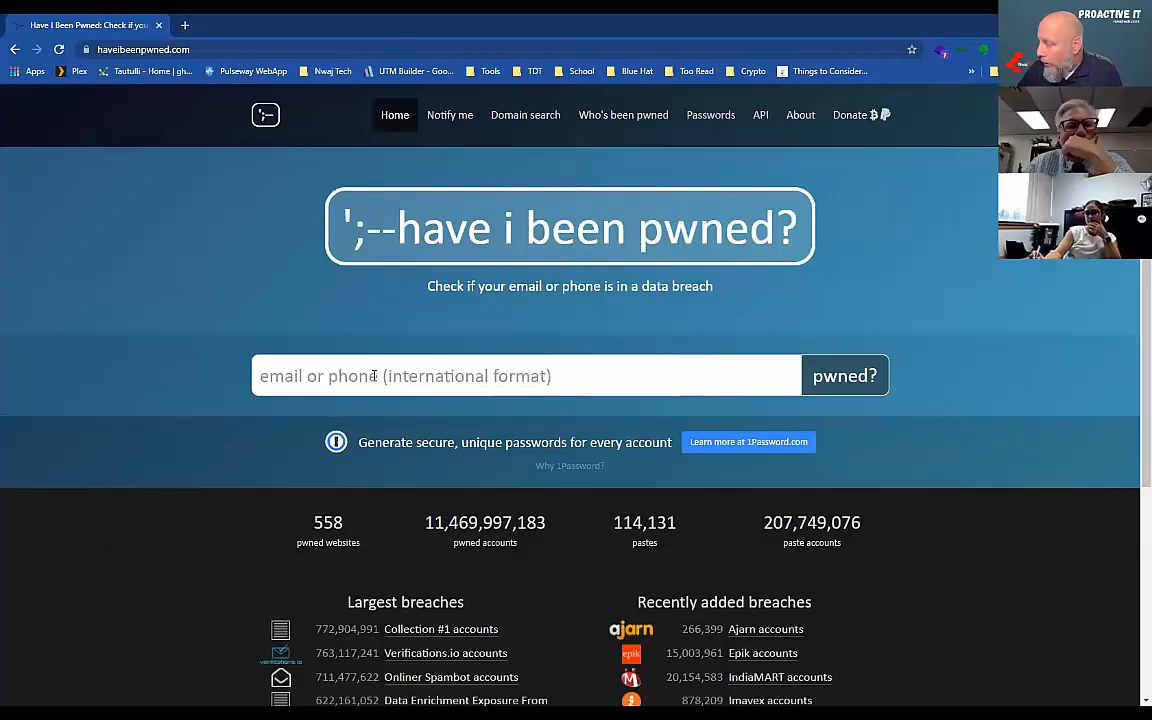 PROACTIVE IT
Have I Been Pwned: Check if you
haveibeenpwned.com
Apps Plex Tautulli - Home | gh... Pulseway WebApp Nwaj Tech UTM Builder - Goo... Tools TDT School Blue Hat Too Read Crypto Things to Consider... »
';-- Home Notify me Domain search Who's been pwned Passwords API About Donate
';--have i been pwned?
Check if your email or phone is in a data breach
email or phone (international format) pwned?
Generate secure, unique passwords for every account Learn more at 1Password.com
Why 1Password?
558 11,469,997,183 114,131 207,749,076
pwned websites pwned accounts pastes paste accounts
Largest breaches Recently added breaches
772,904,991 Collection #1 accounts ajarn 266,399 Ajarn accounts
verifications.io 763,117,241 Verifications.io accounts epik 15,003,961 Epik accounts
711,477,622 Onliner Spambot accounts 20,154,583 IndiaMART accounts
622,161,052 Data Enrichment Exposure From 878,209 Imavex accounts